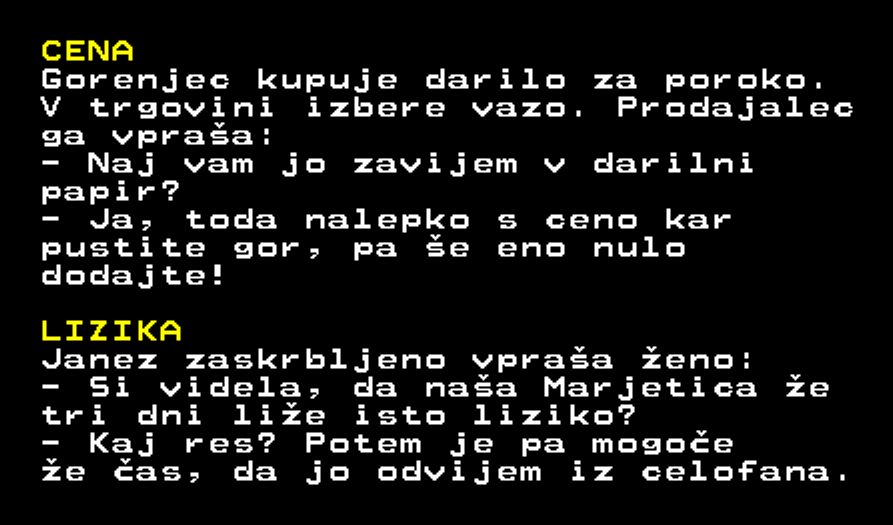 CENA
Gorenjec kupuje darilo za poroko.
V trgovini izbere vazo. Prodajalec
ga vpraša:
- Naj vam jo zavijem v darilni
papir?
- Ja, toda nalepko s ceno kar
pustite gor, pa še eno nulo
dodajte!
LIZIKA
Janez zaskrbljeno vpraša ženo:
- Si videla, da naša Marjetica že
tri dni liže isto liziko?
- Kaj res? Potem je pa mogoče
že čas, da jo odvijem iz celofana.